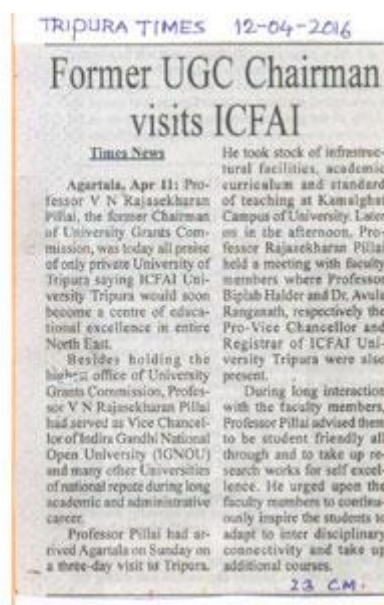 TRIPURA TIMES 12-04-2016
Former UGC Chairman
visits ICFAI
Times News
Agartala, Apr 11: Pro-
fessor V N Rajasekharan
Pillai, the former Chairman
of University Grants Com-
mission, was today all praise
of only private University of
Tripura saying ICFAI Uni-
versity Tripura would soon
become a centre of educa-
tional excellence in entire
North East.
Besides holding the
highest office of University
Grants Commission, Profes-
sor V N Rajasekharan Pillai
had served as Vice Chancel-
lor of Indira Gandhi National
Open University (IGNOU)
and many other Universities
of national repute during long
academic and administrative
career.
Professor Pillai had ar-
rived Agartala on Sunday on
a three-day visit to Tripura.
He took stock of infrastruc-
tural facilities, academic
curriculum and standard
of teaching at Kamalghat
Campus of University. Later
on in the afternoon, Pro-
fessor Rajasekharan Pillai
held a meeting with faculty
members where Professor
Biplab Halder and Dr. Avula
Ranganath, respectively the
Pro-Vice Chancellor and
Registrar of ICFAI Uni-
versity Tripura were also
present.
During long interaction
with the faculty members,
Professor Pillai advised them
to be student friendly all
through and to take up re-
search works for self excel-
lence. He urged upon the
faculty members to continu-
ously inspire the students to
adapt to inter disciplinary
connectivity and take up
additional courses.
23 CM.